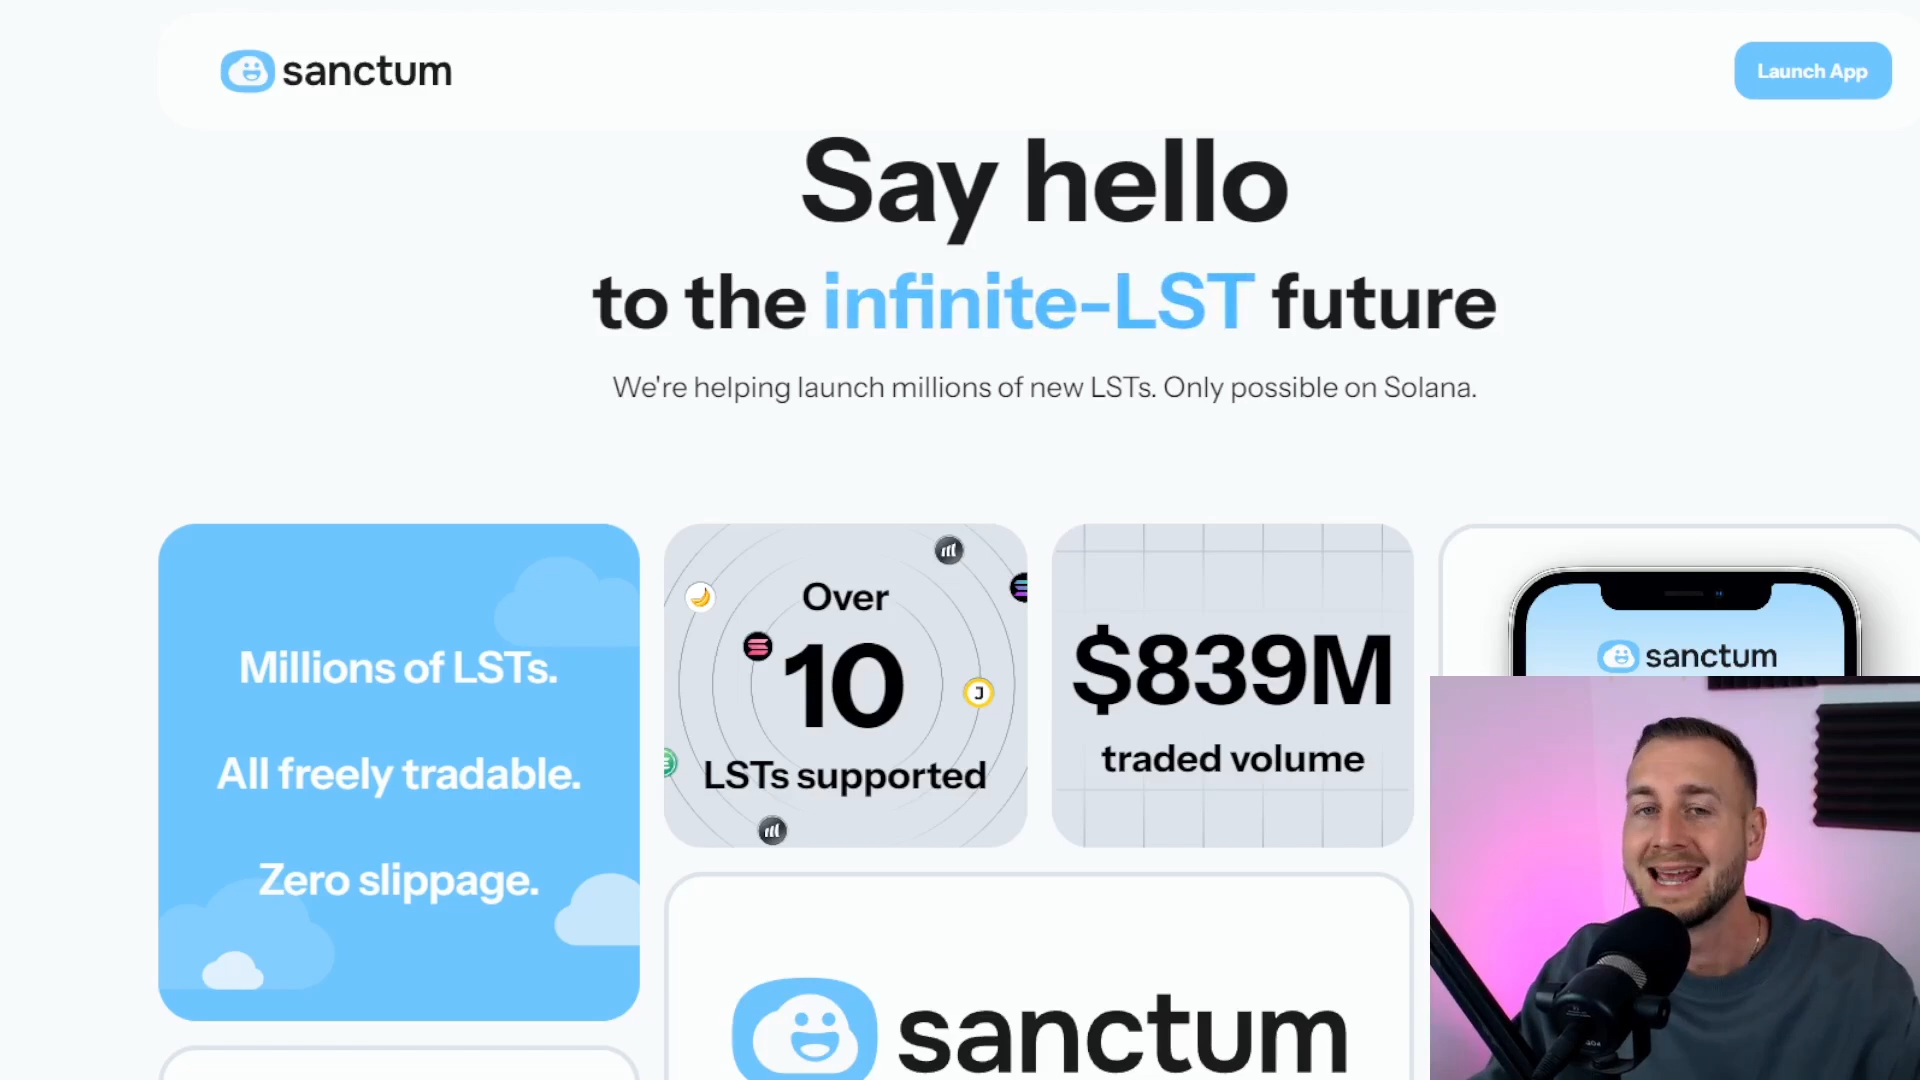 sanctum
Launch App
Say hello
to the infinite-LST future
We're helping launch millions of new LSTs. Only possible on Solana.
Millions of LSTs.
All freely tradable.
Zero slippage.
Over
10
LSTs supported
J
$839M
traded volume
sanctum
sanctum